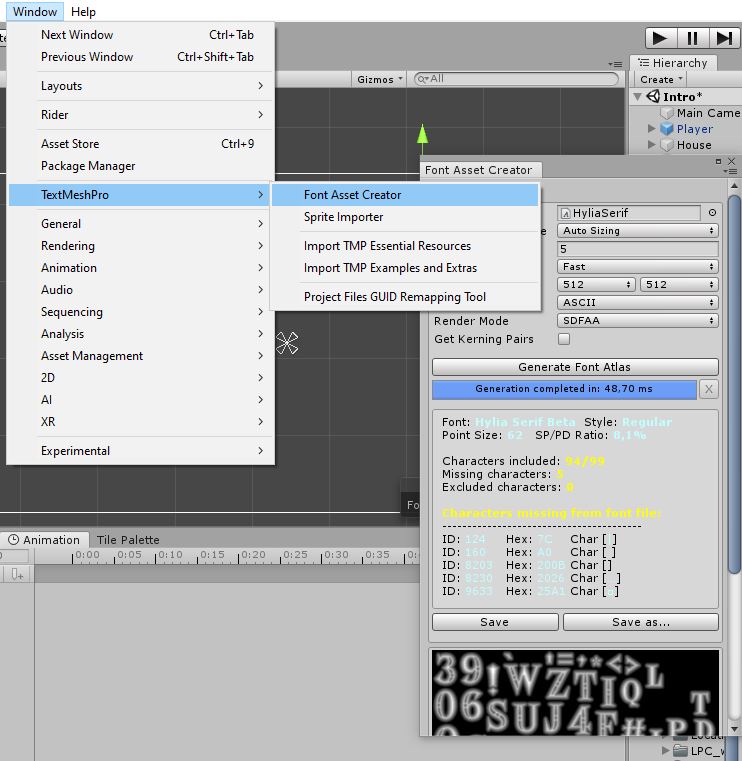 Window Help
Next Window Ctrl+Tab
Previous Window Ctrl+Shift+Tab
Layouts
Rider
Asset Store Ctrl+9
Package Manager
TextMeshPro
General
Rendering
Animation
Audio
Sequencing
Analysis
Asset Management
2D
AI
XR
Experimental
Font Asset Creator
Sprite Importer
Import TMP Essential Resources
Import TMP Examples and Extras
Project Files GUID Remapping Tool
Gizmos All
Hierarchy
Create
Intro*
Main Came
Player
House
Font Asset Creator
HyliaSerif
Auto Sizing
5
Fast
512 512
ASCII
Render Mode SDFAA
Get Kerning Pairs
Generate Font Atlas
Generation completed in: 48,70 ms X
Font: Hylia Serif Beta Style: Regular
Point Size: 62 SP/PD Ratio: 8,1%
Characters included: 94/99
Missing characters: 5
Excluded characters: 0
Characters missing from font file:
----------------------------------------
ID: 124 Hex: 7C Char [|]
ID: 160 Hex: A0 Char [ ]
ID: 8203 Hex: 200B Char []
ID: 8230 Hex: 2026 Char […]
ID: 9633 Hex: 25A1 Char [□]
Save Save as...
39!`WZTIQL T
06SUJ4F#
Fo
Animation Tile Palette
0:00 0:05 0:10 0:15 0:20 0:25 0:30 0:35 0:4
0
LPC_w